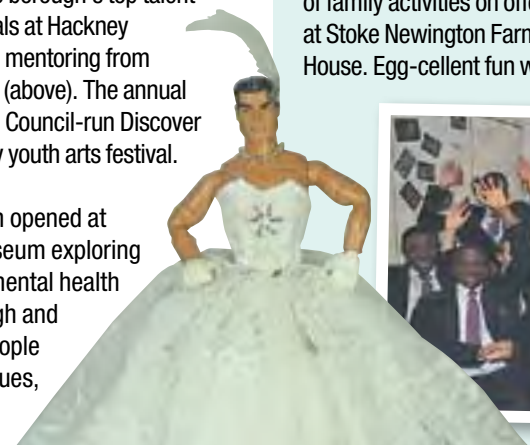 top talent
als at Hackney
mentoring from
(above). The annual
Council-run Discover
y youth arts festival.
n opened at
seum exploring
mental health
gh and
ople
ues,
of family activities on
at Stoke Newington Farm
House. Egg-cellent fun w